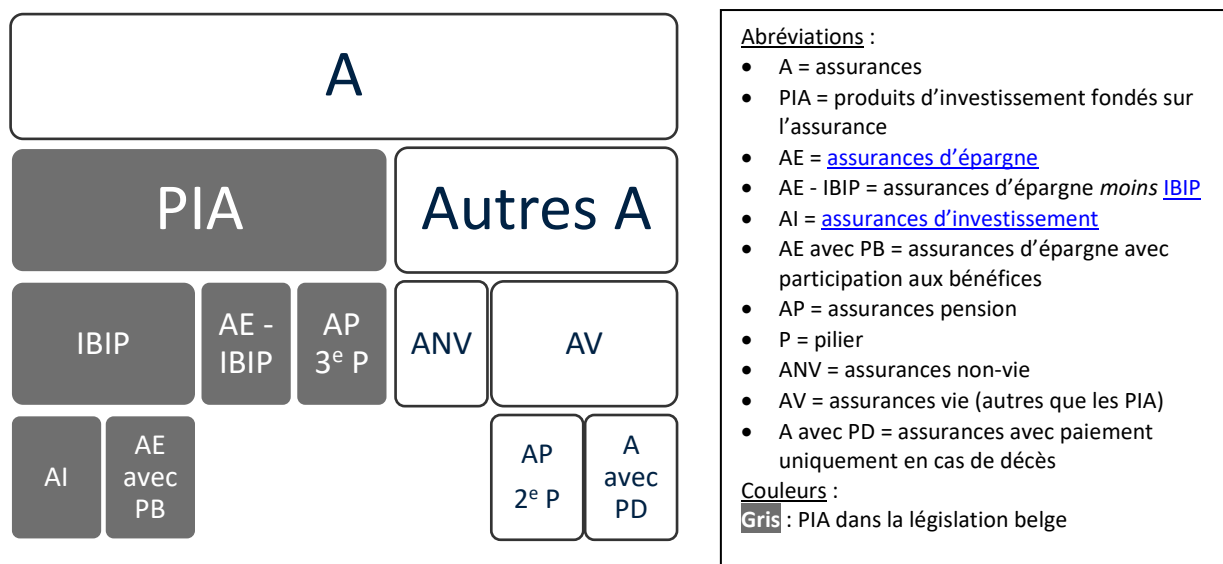 A
PIA
Autres A
IBIP
AE -
IBIP
AP
3e P
ANV
AV
AI
AE
avec
PB
AP
2e P
A
avec
PD
Abréviations :
• A = assurances
• PIA = produits d’investissement fondés sur
l’assurance
• AE = assurances d’épargne
• AE - IBIP = assurances d’épargne moins IBIP
• AI = assurances d’investissement
• AE avec PB = assurances d’épargne avec
participation aux bénéfices
• AP = assurances pension
• P = pilier
• ANV = assurances non-vie
• AV = assurances vie (autres que les PIA)
• A avec PD = assurances avec paiement
uniquement en cas de décès
Couleurs :
Gris : PIA dans la législation belge